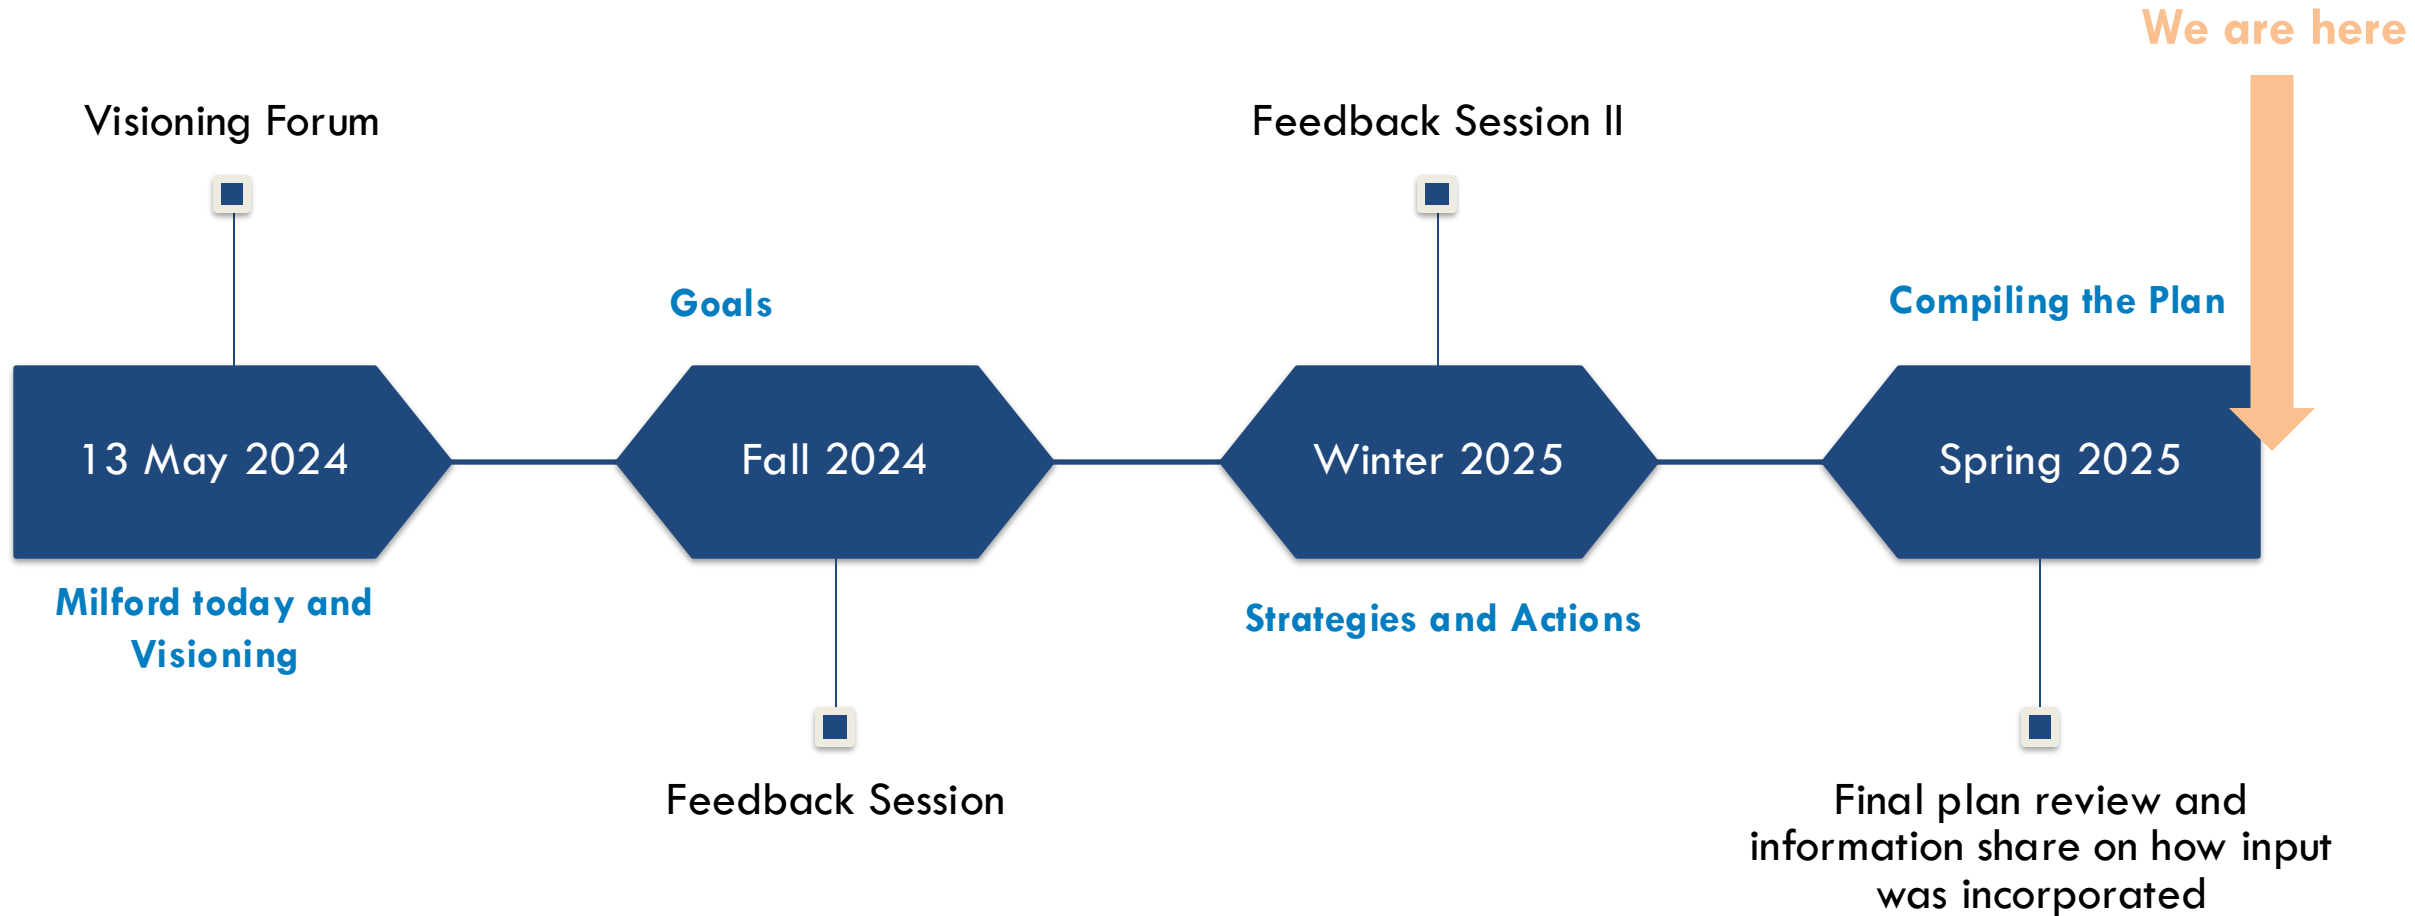 We are here
Visioning Forum
Feedback Session II
Goals
Compiling the Plan
13 May 2024
Fall 2024
Winter 2025
Spring 2025
Milford today and
Visioning
Strategies and Actions
Feedback Session
Final plan review and
information share on how input
was incorporated